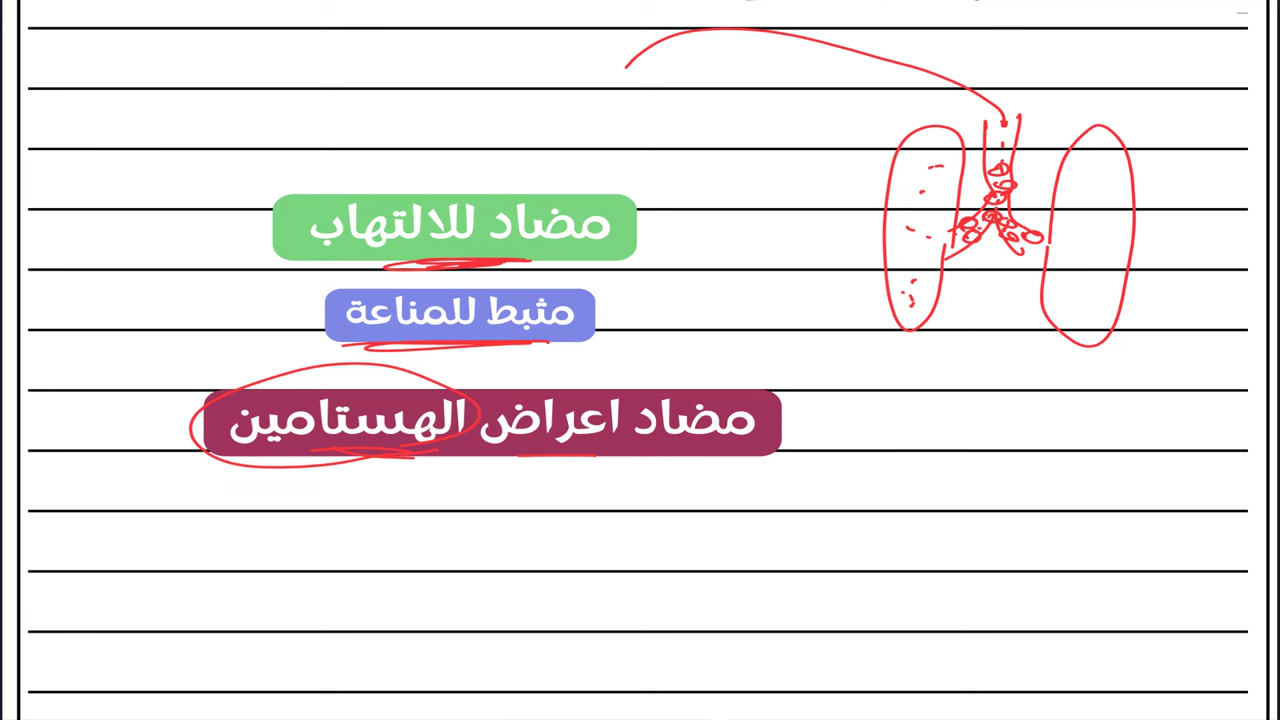 مضاد للالتهاب
مثبط للمناعة
مضاد اعراض الهستامين